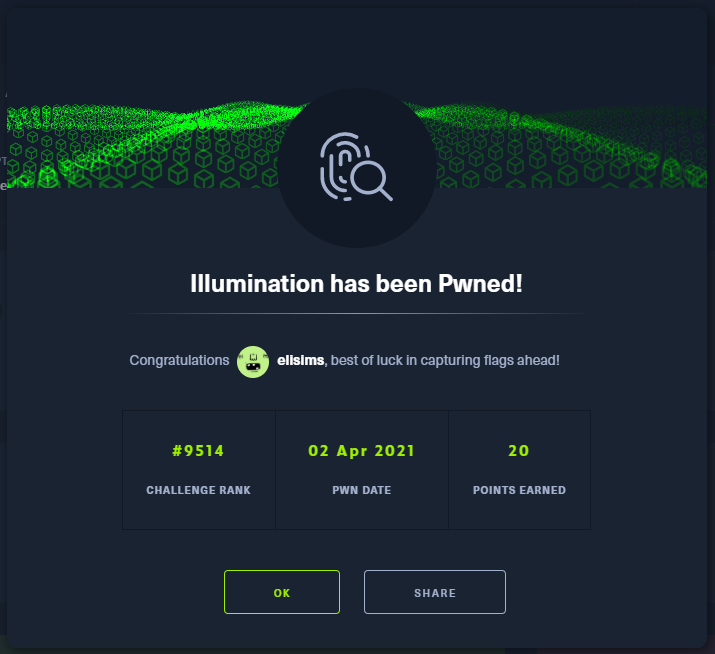 Illumination has been Pwned!
Congratulations elisims, best of luck in capturing flags ahead!
#9514 02 Apr 2021 20
CHALLENGE RANK PWN DATE POINTS EARNED
OK SHARE